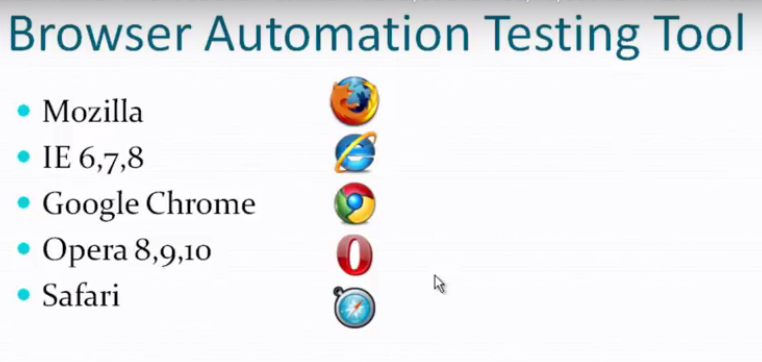 Browser Automation Testing Tool
Mozilla
IE 6,7,8
Google Chrome
Opera 8,9,10
Safari